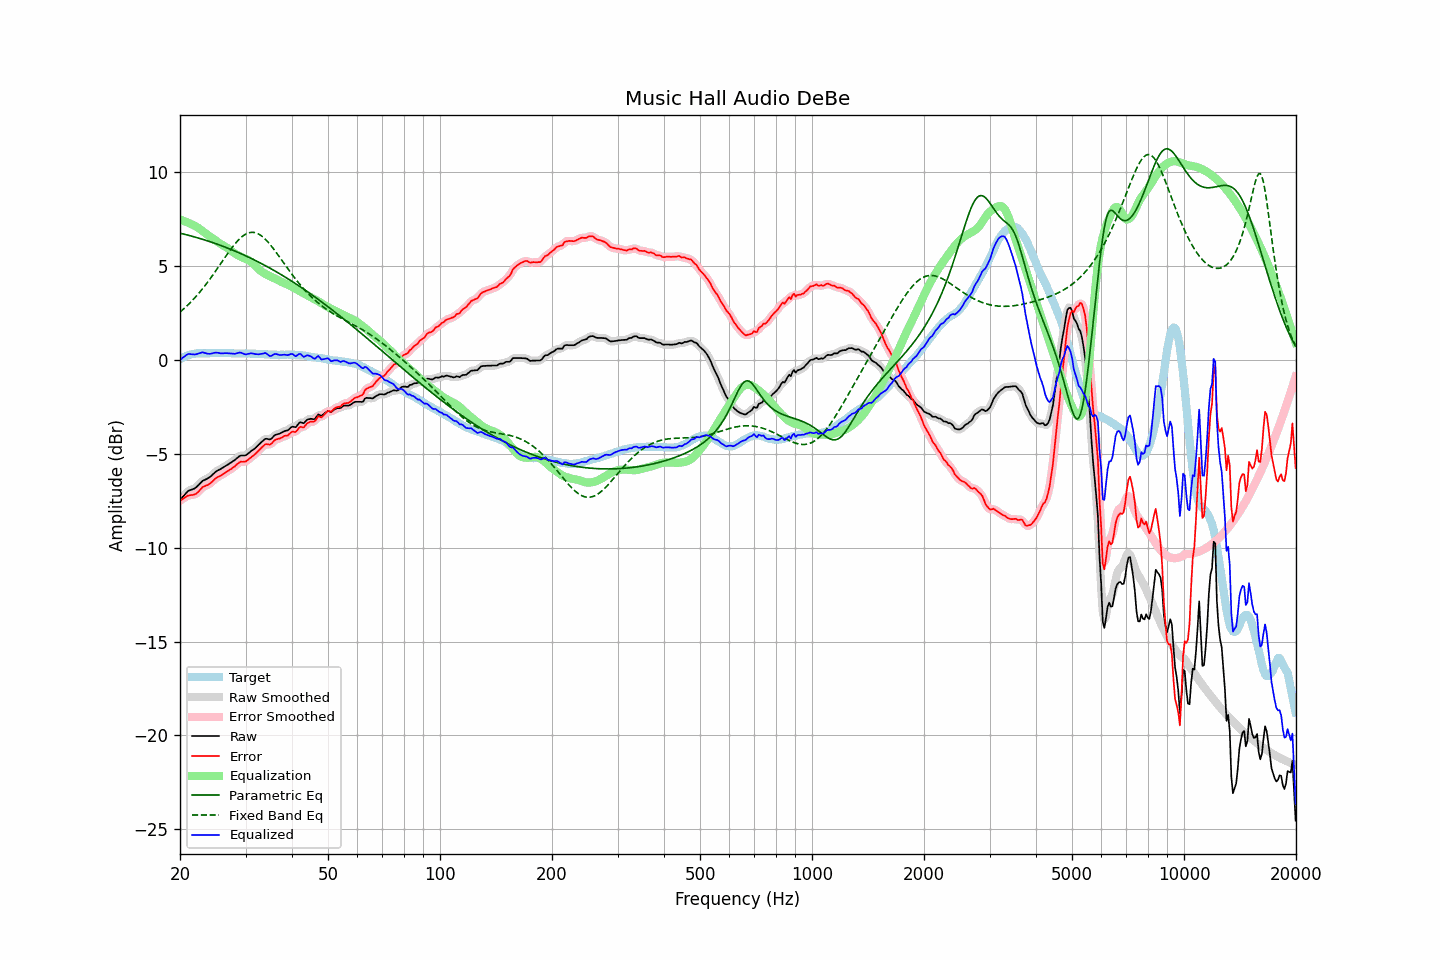 Music Hall Audio DeBe
Amplitude (dBr)
10
5
0
−5
−10
−15
−20
−25
Target
Raw Smoothed
Error Smoothed
Raw
Error
Equalization
Parametric Eq
Fixed Band Eq
Equalized
20 50 100 200 500 1000 2000 5000 10000 20000
Frequency (Hz)